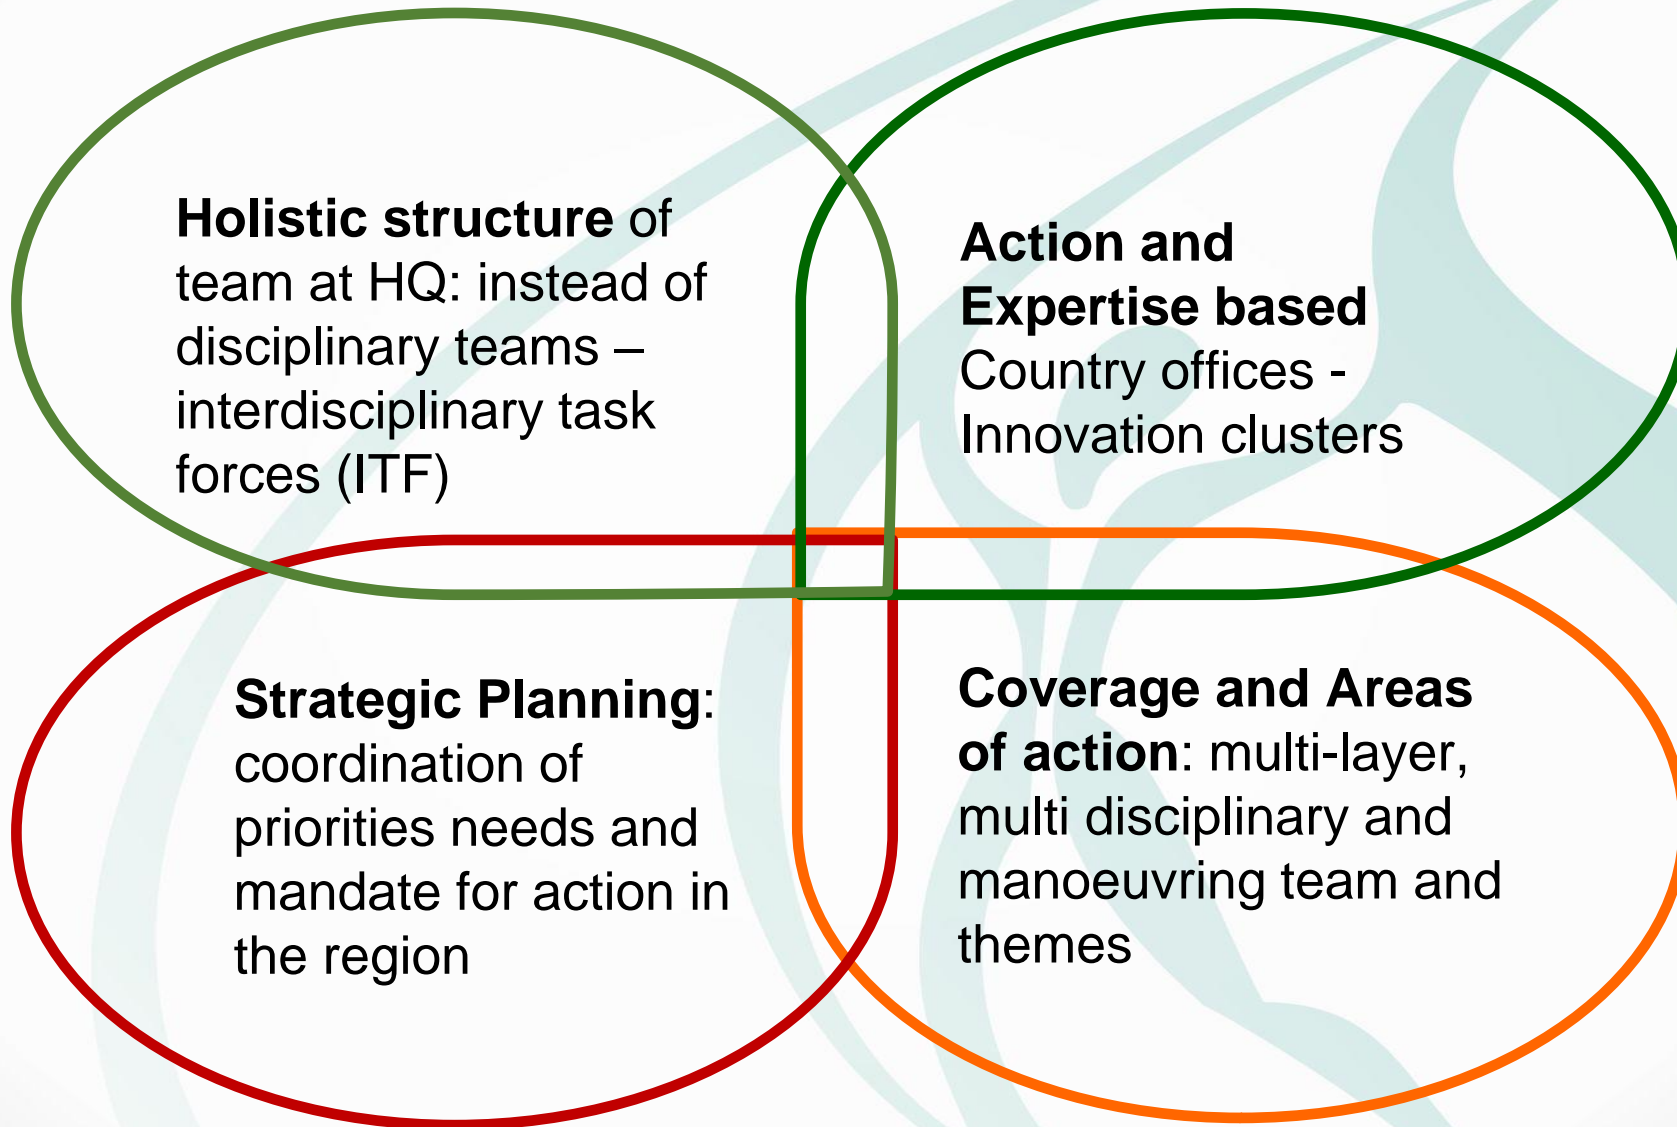 Holistic structure of
team at HQ: instead of
disciplinary teams –
interdisciplinary task
forces (ITF)
Action and
Expertise based
Country offices -
Innovation clusters
Strategic Planning:
coordination of
priorities needs and
mandate for action in
the region
Coverage and Areas
of action: multi-layer,
multi disciplinary and
manoeuvring team and
themes